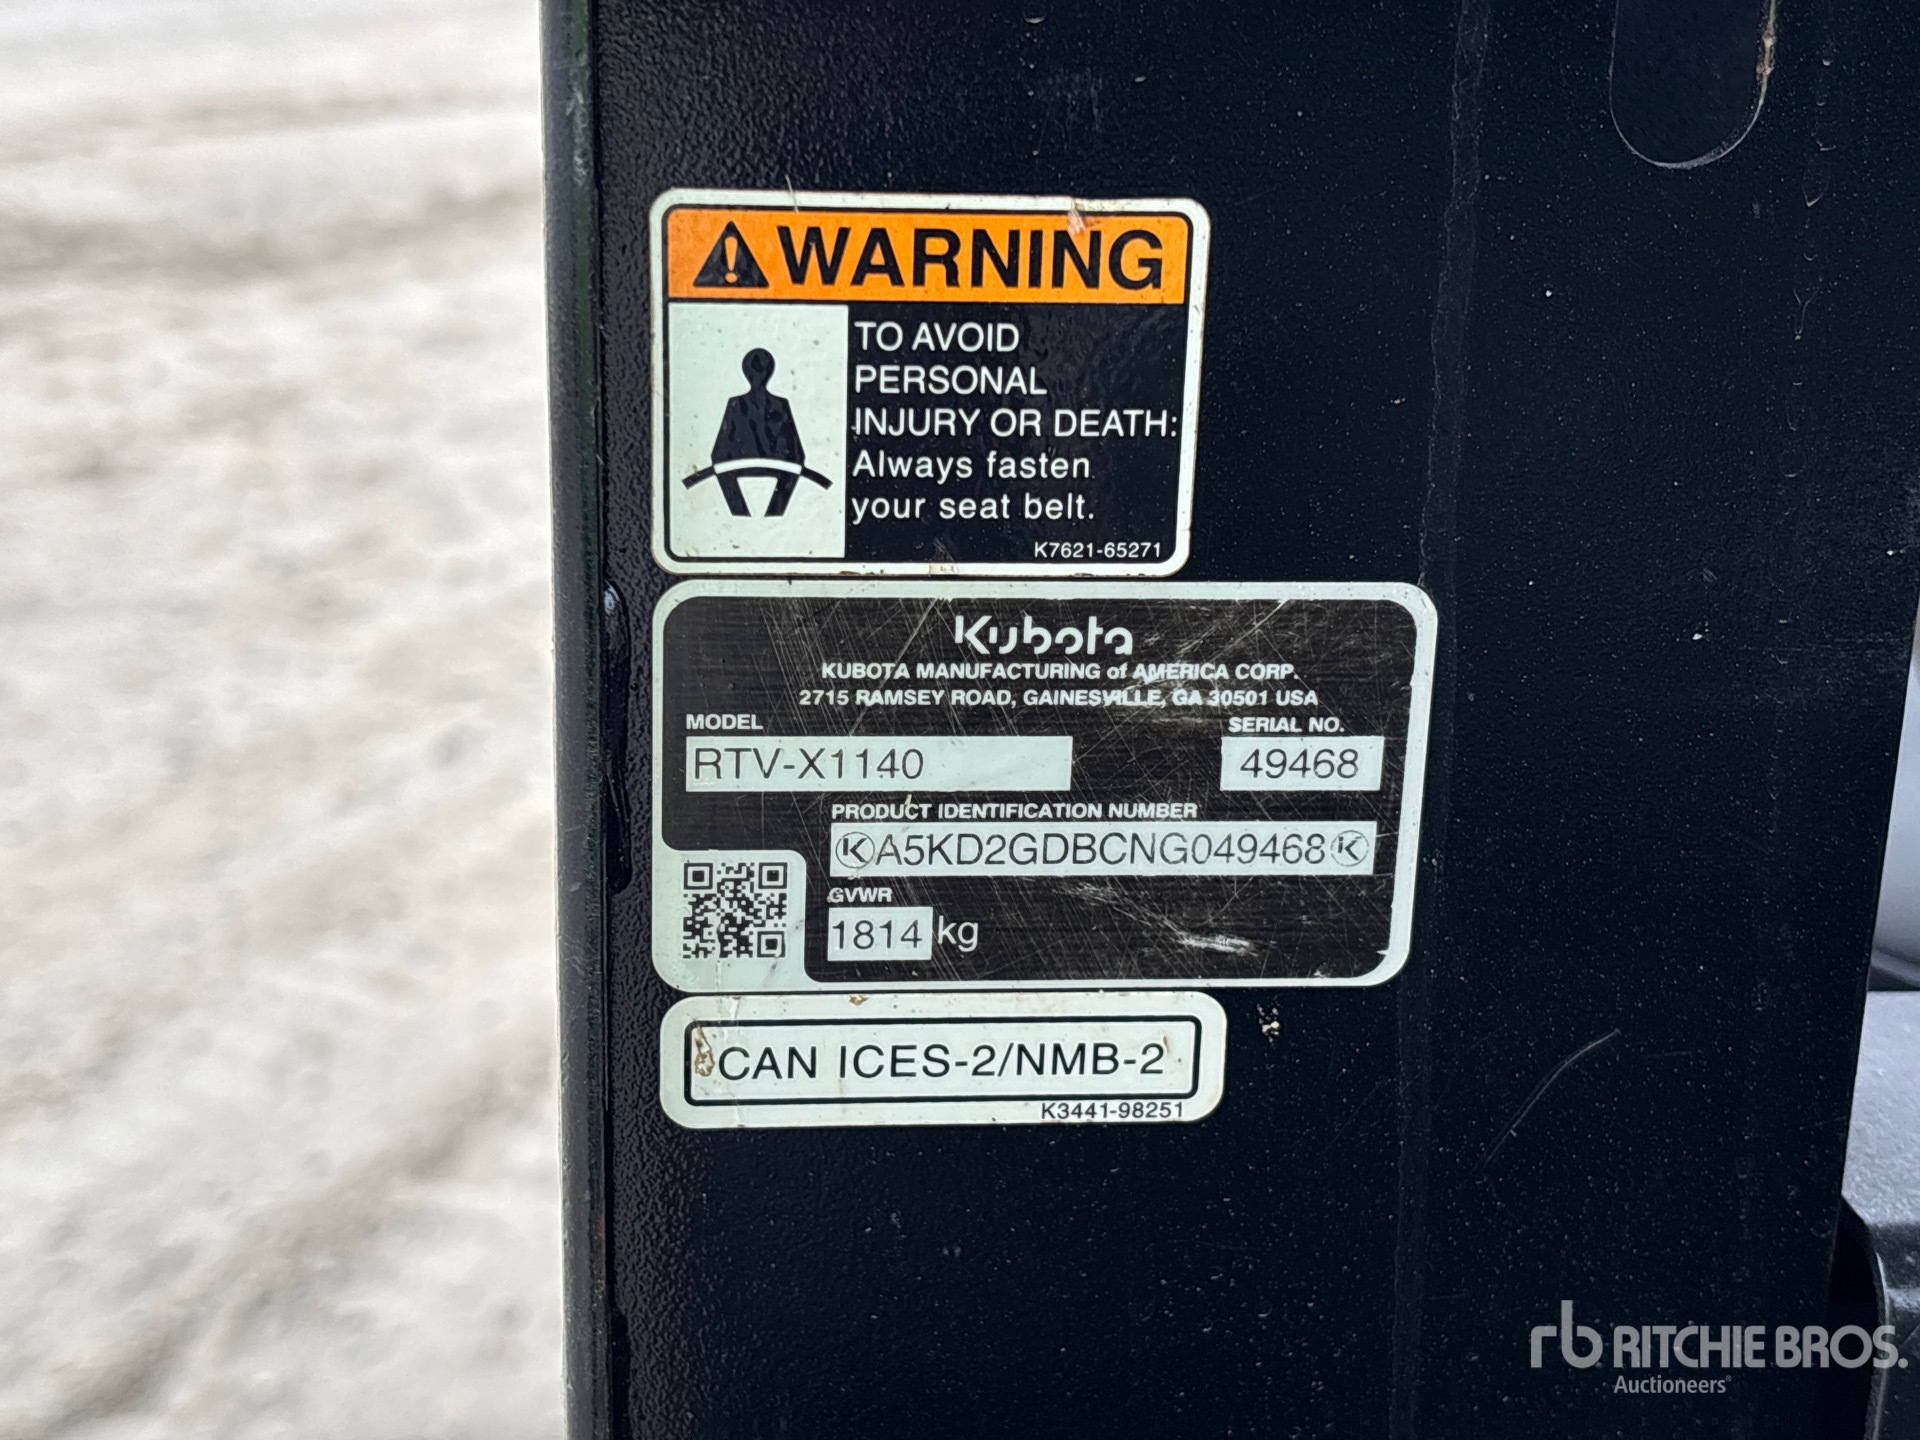 WARNING
TO AVOID
PERSONAL
INJURY OR DEATH:
Always fasten
your seat belt.
K7621-65271
Kubota
KUBOTA MANUFACTURING of AMERICA CORP.
2715 RAMSEY ROAD, GAINESVILLE, GA 30501 USA
MODEL SERIAL NO.
RTV-X1140 49468
PRODUCT IDENTIFICATION NUMBER
A5KD2GDBCNG049468
GVWR
1814 kg
CAN ICES-2/NMB-2
K3441-98251
rb RITCHIE BROS.
Auctioneers